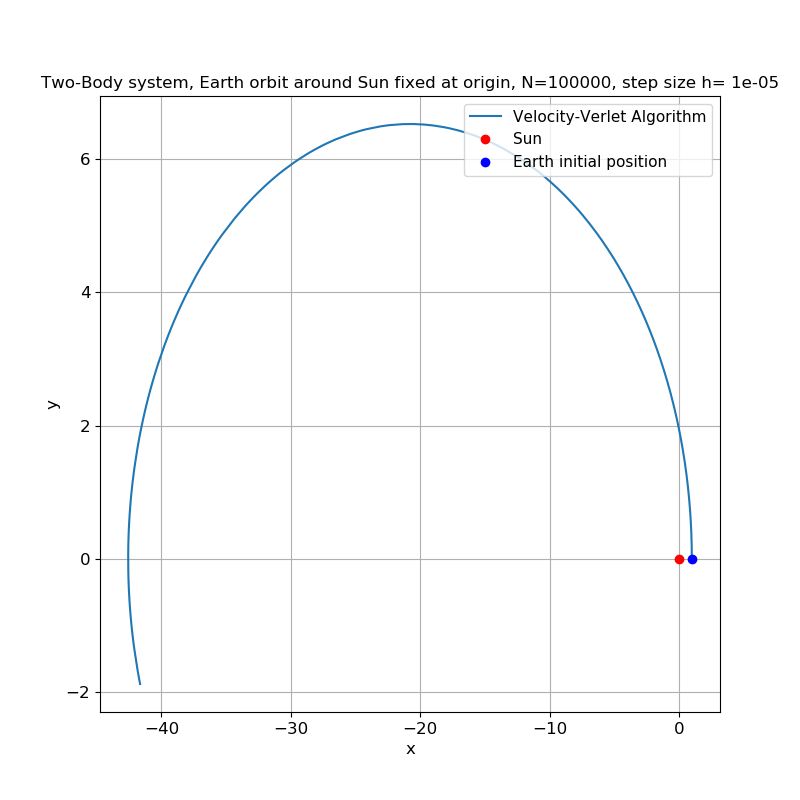 Two-Body system, Earth orbit around Sun fixed at origin, N=100000, step size h= 1e-05
Velocity-Verlet Algorithm
Sun
Earth initial position
6
4
2
0
−2
y
−40
−30
−20
−10
0
x